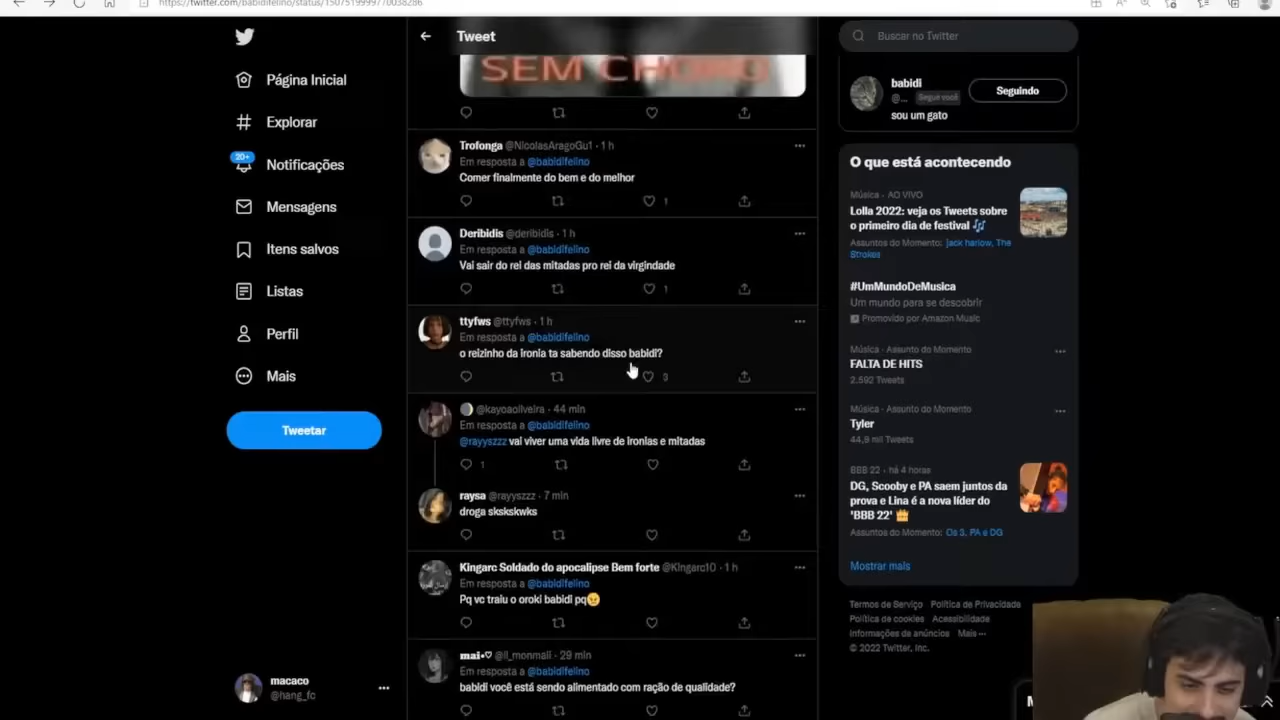 https://twitter.com/babidifelino/status/1507519999770038286
Tweet
Buscar no Twitter
Página Inicial
Explorar
20+
Notificações
Mensagens
Itens salvos
Listas
Perfil
Mais
Tweetar
macaco
@hang_fc
SEM CHORO
Trofonga @NicolasAragoGu1 · 1 h
Em resposta a @babidifelino
Comer finalmente do bem e do melhor
1
Deribidis @deribidis · 1 h
Em resposta a @babidifelino
Vai sair do rei das mitadas pro rei da virgindade
1
ttyfws @ttyfws · 1 h
Em resposta a @babidifelino
o reizinho da ironia ta sabendo disso babidi?
3
@kayoaoliveira · 44 min
Em resposta a @babidifelino
@rayyszzz vai viver uma vida livre de ironias e mitadas
1
raysa @rayyszzz · 7 min
droga skskskwks
Kingarc Soldado do apocalipse Bem forte @Kingarc10 · 1 h
Em resposta a @babidifelino
Pq vc traiu o oroki babidi pq😠
mai•♡ @ll_monmaii · 29 min
Em resposta a @babidifelino
babidi você está sendo alimentado com ração de qualidade?
babidi
@... Segue você
Seguindo
sou um gato
O que está acontecendo
Música · AO VIVO
Lolla 2022: veja os Tweets sobre
o primeiro dia de festival 🎶
Assuntos do Momento: jack harlow, The
Strokes
#UmMundoDeMusica
Um mundo para se descobrir
Promovido por Amazon Music
Música · Assunto do Momento
FALTA DE HITS
2.592 Tweets
Música · Assunto do Momento
Tyler
44,9 mil Tweets
BBB 22 · há 4 horas
DG, Scooby e PA saem juntos da
prova e Lina é a nova líder do
'BBB 22' 👑
Assuntos do Momento: Os 3, PA e DG
Mostrar mais
Termos de Serviço Política de Privacidade
Política de cookies Acessibilidade
Informações de anúncios Mais ···
© 2022 Twitter, Inc.